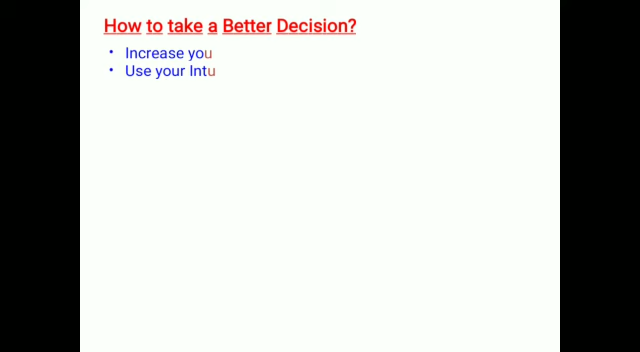 How to take a Better Decision?
• Increase you
• Use your Intu